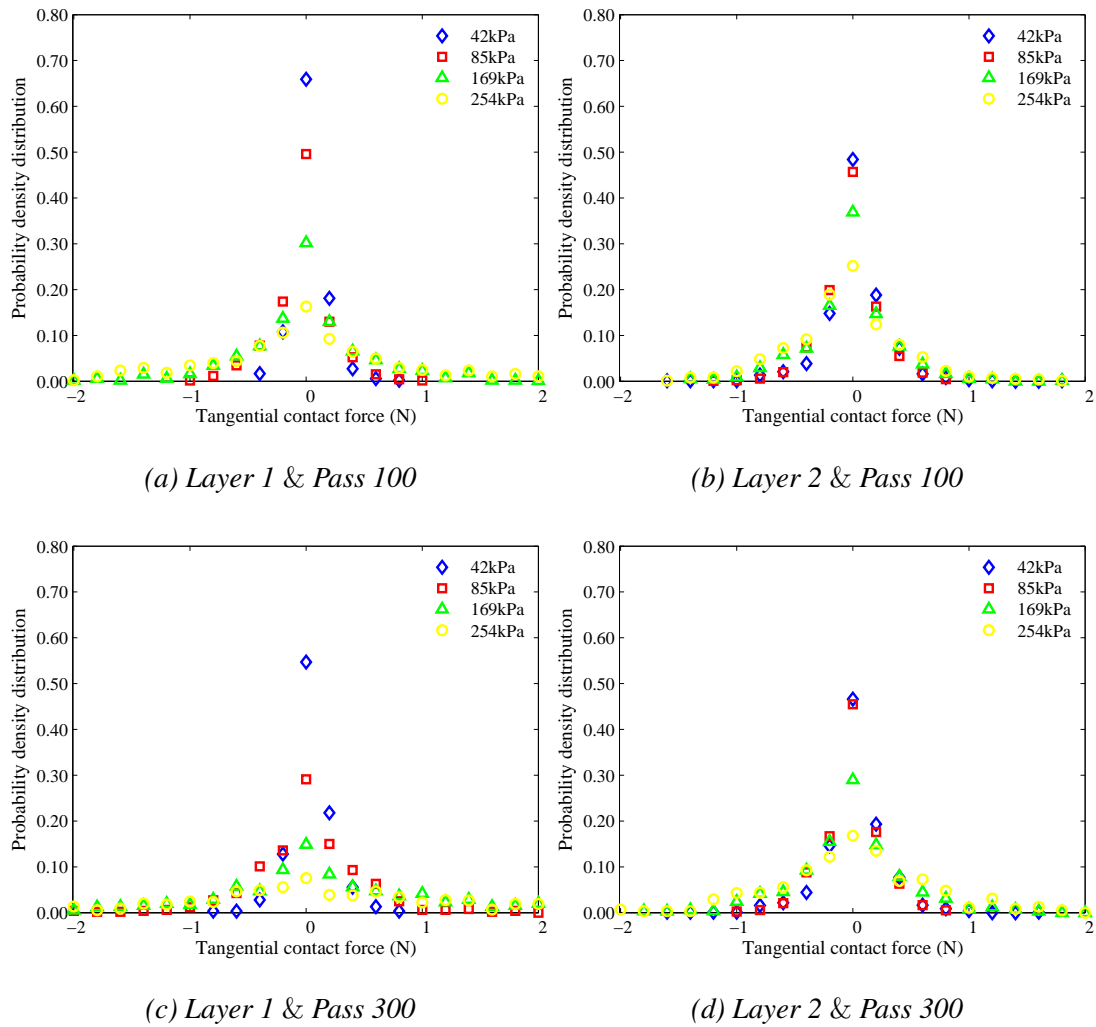 0.80
0.70
0.60
0.50
0.40
0.30
0.20
0.10
0.00
Probability density distribution
−2
−1
0
1
2
Tangential contact force (N)
42kPa
85kPa
169kPa
254kPa
(a) Layer 1 & Pass 100
0.80
0.70
0.60
0.50
0.40
0.30
0.20
0.10
0.00
Probability density distribution
−2
−1
0
1
2
Tangential contact force (N)
42kPa
85kPa
169kPa
254kPa
(b) Layer 2 & Pass 100
0.80
0.70
0.60
0.50
0.40
0.30
0.20
0.10
0.00
Probability density distribution
−2
−1
0
1
2
Tangential contact force (N)
42kPa
85kPa
169kPa
254kPa
(c) Layer 1 & Pass 300
0.80
0.70
0.60
0.50
0.40
0.30
0.20
0.10
0.00
Probability density distribution
−2
−1
0
1
2
Tangential contact force (N)
42kPa
85kPa
169kPa
254kPa
(d) Layer 2 & Pass 300